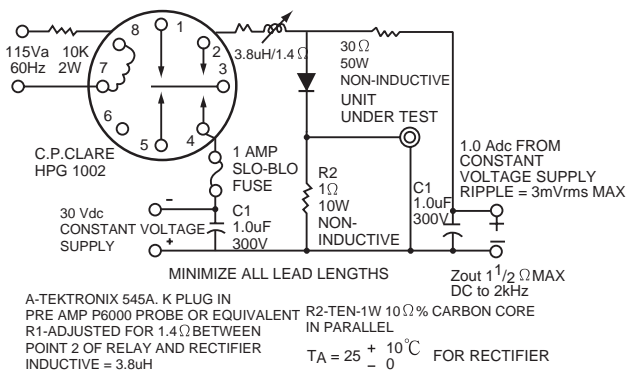 115Va
60Hz
10K
2W
8
1
2
7
3
6
5
4
3.8uH/1.4Ω
30Ω
50W
NON-INDUCTIVE
UNIT
UNDER TEST
C.P.CLARE
HPG 1002
1 AMP
SLO-BLO
FUSE
R2
1Ω
10W
NON-
INDUCTIVE
C1
1.0uF
300V
1.0 Adc FROM
CONSTANT
VOLTAGE SUPPLY
RIPPLE = 3mVrms MAX
-
30 Vdc
CONSTANT VOLTAGE
SUPPLY
+
C1
1.0uF
300V
+
–
MINIMIZE ALL LEAD LENGTHS
Zout 1 1/2 ΩMAX
DC to 2kHz
A-TEKTRONIX 545A. K PLUG IN
PRE AMP P6000 PROBE OR EQUIVALENT
R1-ADJUSTED FOR 1.4ΩBETWEEN
POINT 2 OF RELAY AND RECTIFIER
INDUCTIVE = 3.8uH
R2-TEN-1W 10Ω% CARBON CORE
IN PARALLEL
TA = 25 + 10℃ – 0 FOR RECTIFIER